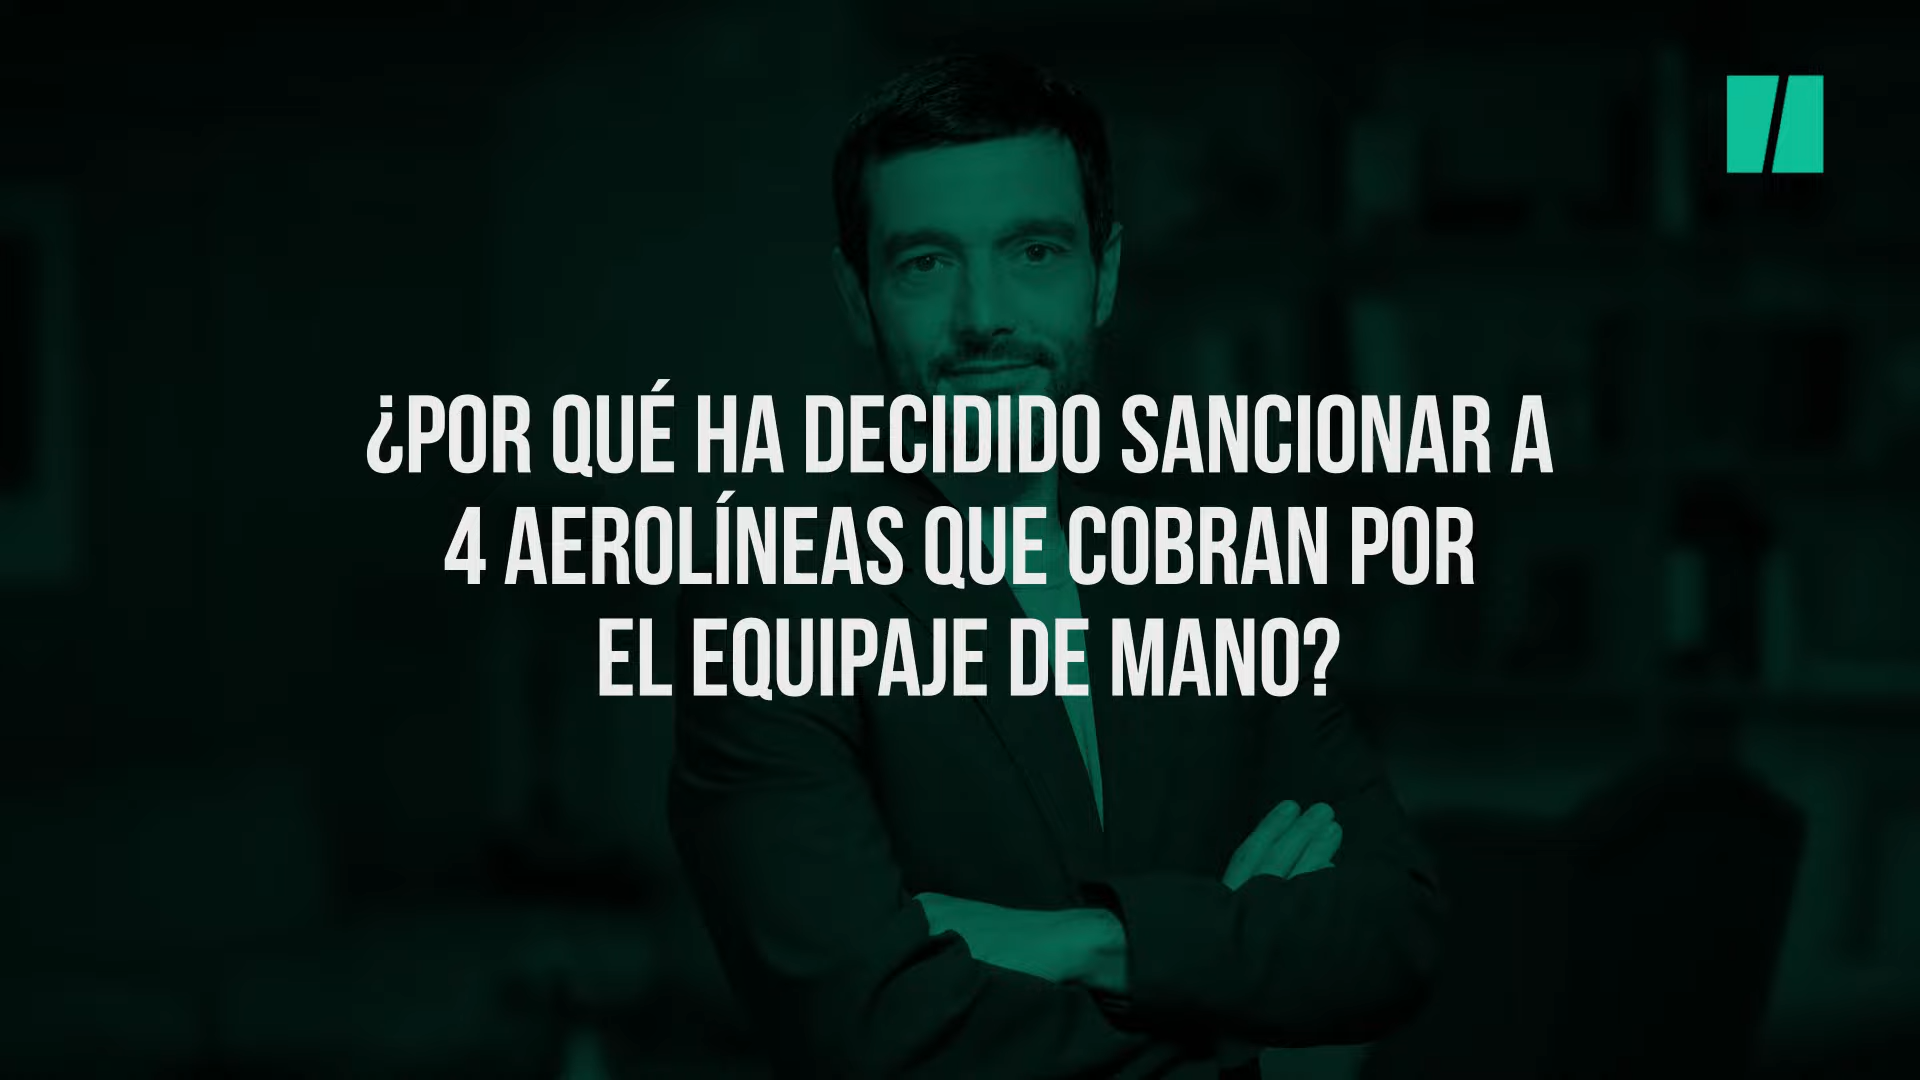 ¿POR QUÉ HA DECIDIDO SANCIONAR A
4 AEROLÍNEAS QUE COBRAN POR
EL EQUIPAJE DE MANO?